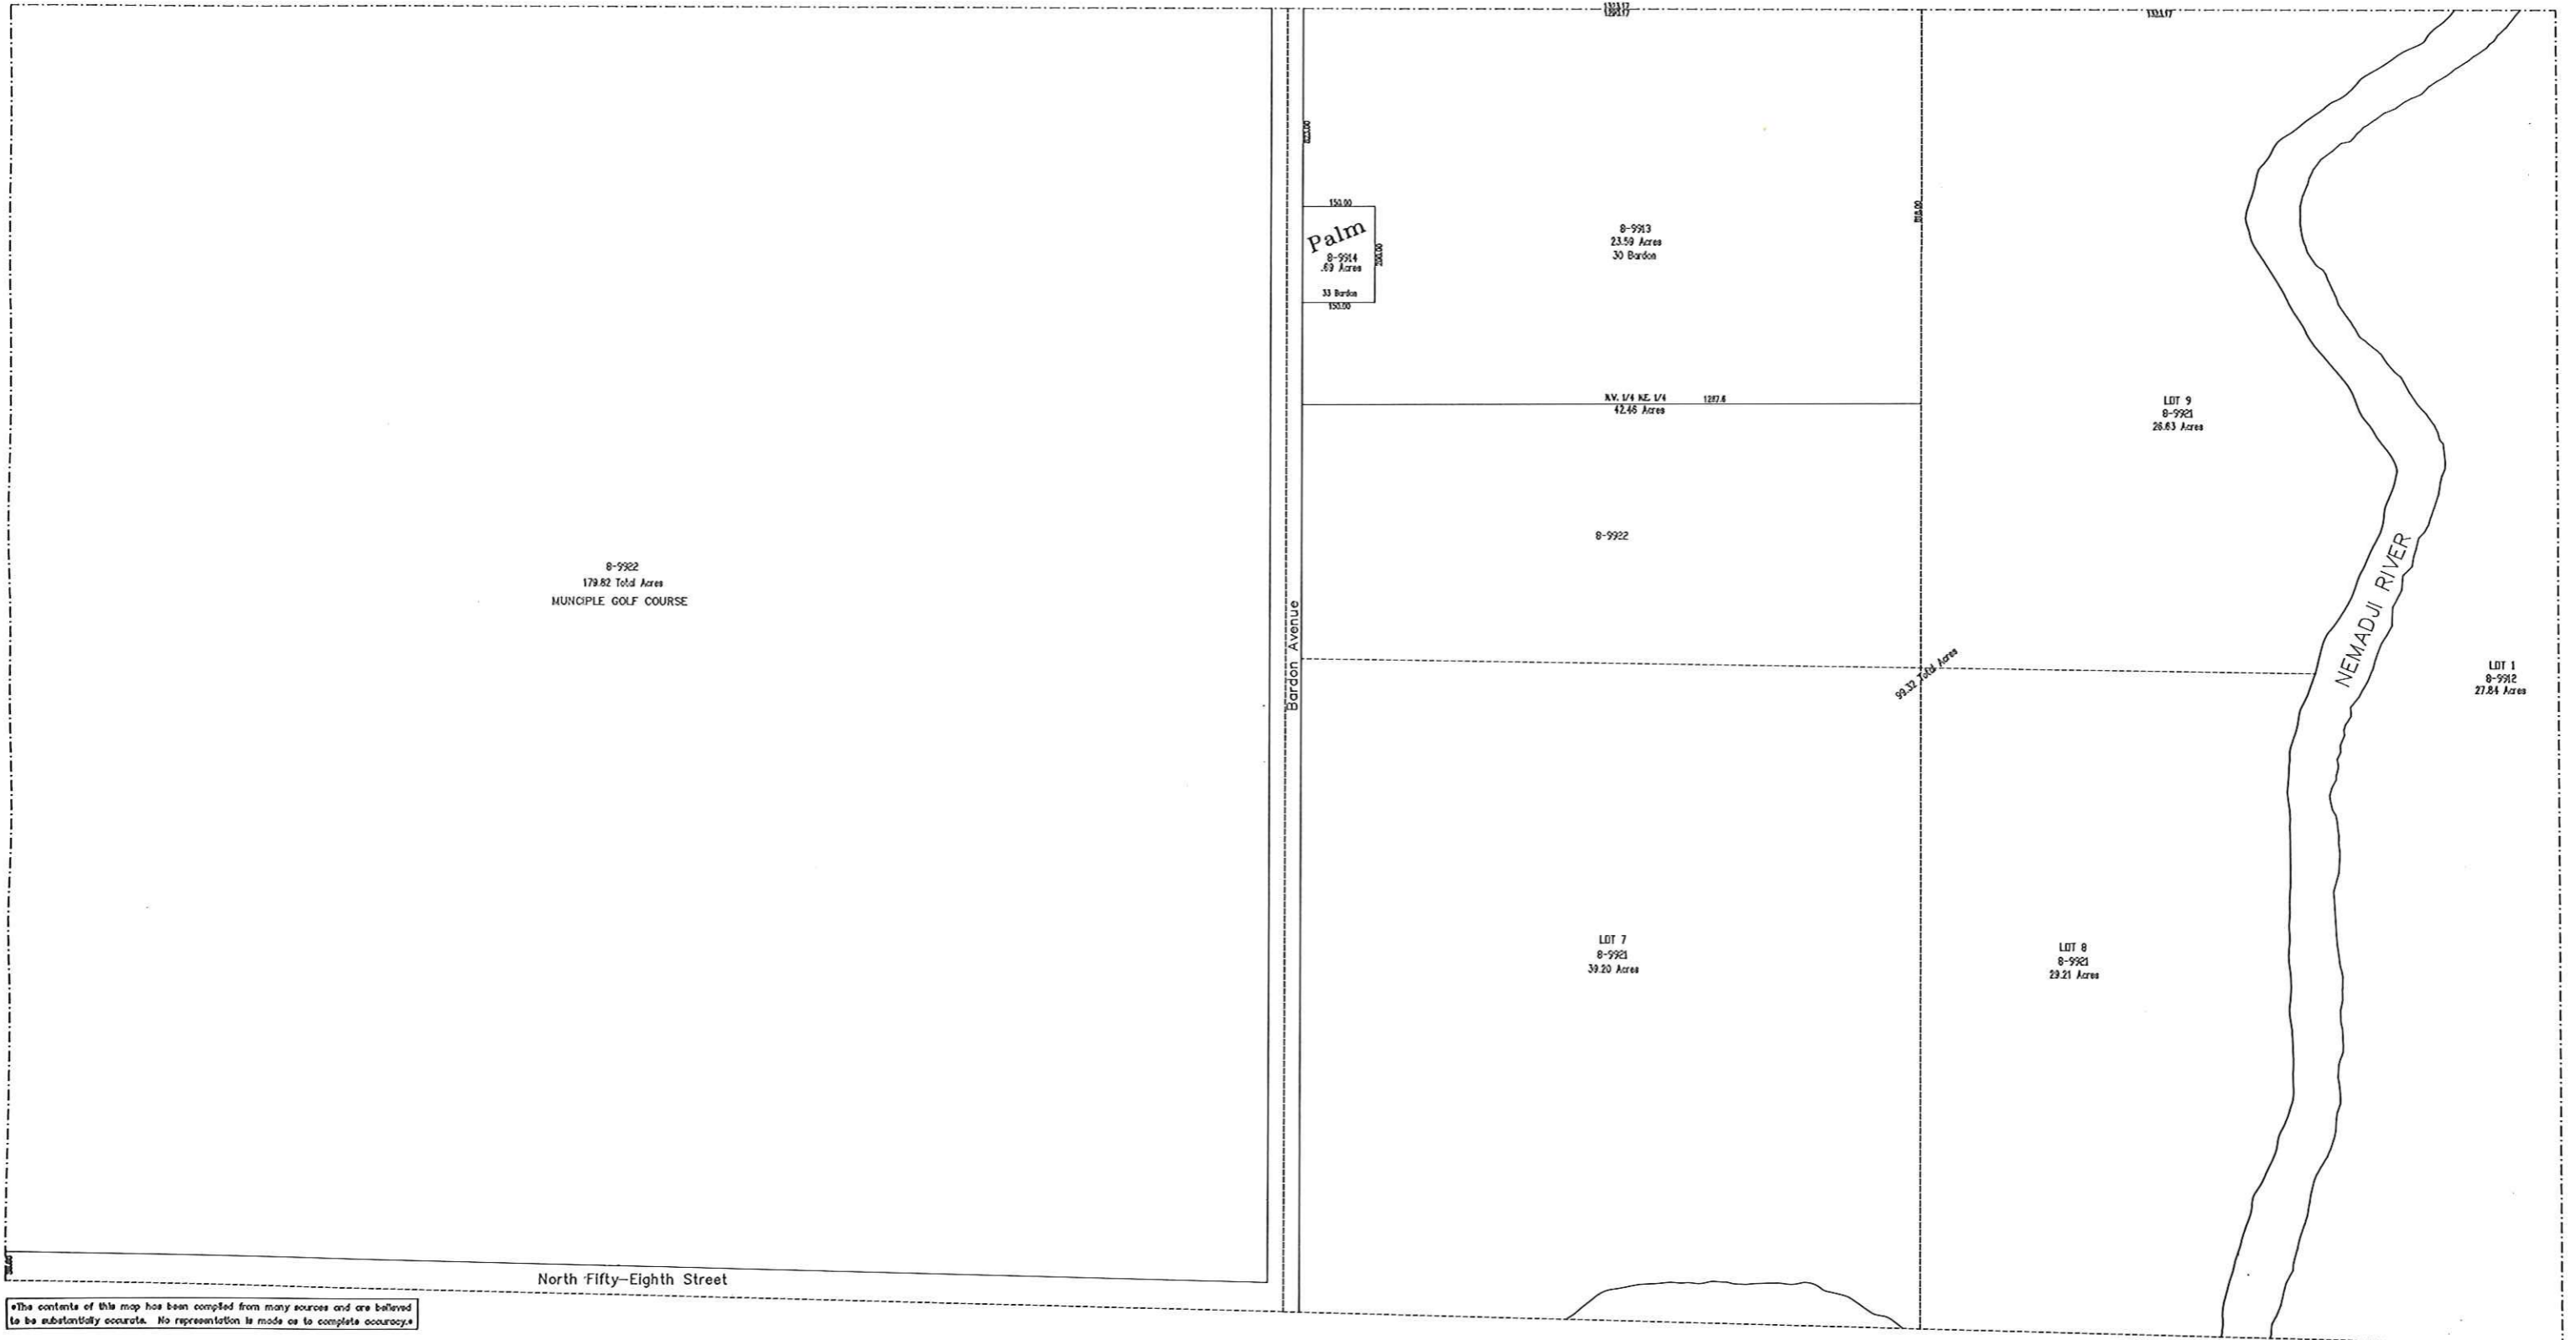 1323.17
150.00
Palm
8-9914
.69 Acres
33 Bardon
150.00
200.00
8-9913
23.59 Acres
30 Bardon
1287.6
42.46 Acres
8-9922
LOT 9
8-9921
26.63 Acres
8-9922
179.82 Total Acres
MUNCIPLE GOLF COURSE
Bardon Avenue
NEMADJI RIVER
99.32 Total Acres
LOT 1
8-9912
27.84 Acres
LOT 7
8-9921
39.20 Acres
LOT 8
8-9921
29.21 Acres
North Fifty-Eighth Street
*The contents of this map has been compiled from many sources and are believed
to be substantially accurate. No representation is made as to complete accuracy.*